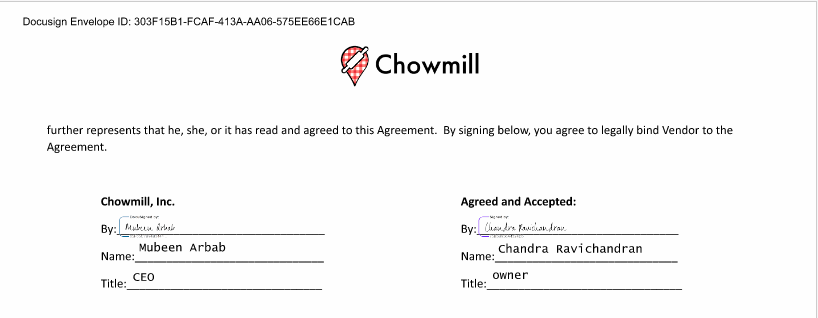 Docusign Envelope ID: 303F15B1-FCAF-413A-AA06-575EE66E1CAB
Chowmill
further represents that he, she, or it has read and agreed to this Agreement. By signing below, you agree to legally bind Vendor to the
Agreement.
Chowmill, Inc.
By: Mubeen Arbab
Name: Mubeen Arbab
Title: CEO
Agreed and Accepted:
By: Chandra Ravichandran
Name: Chandra Ravichandran
Title: owner